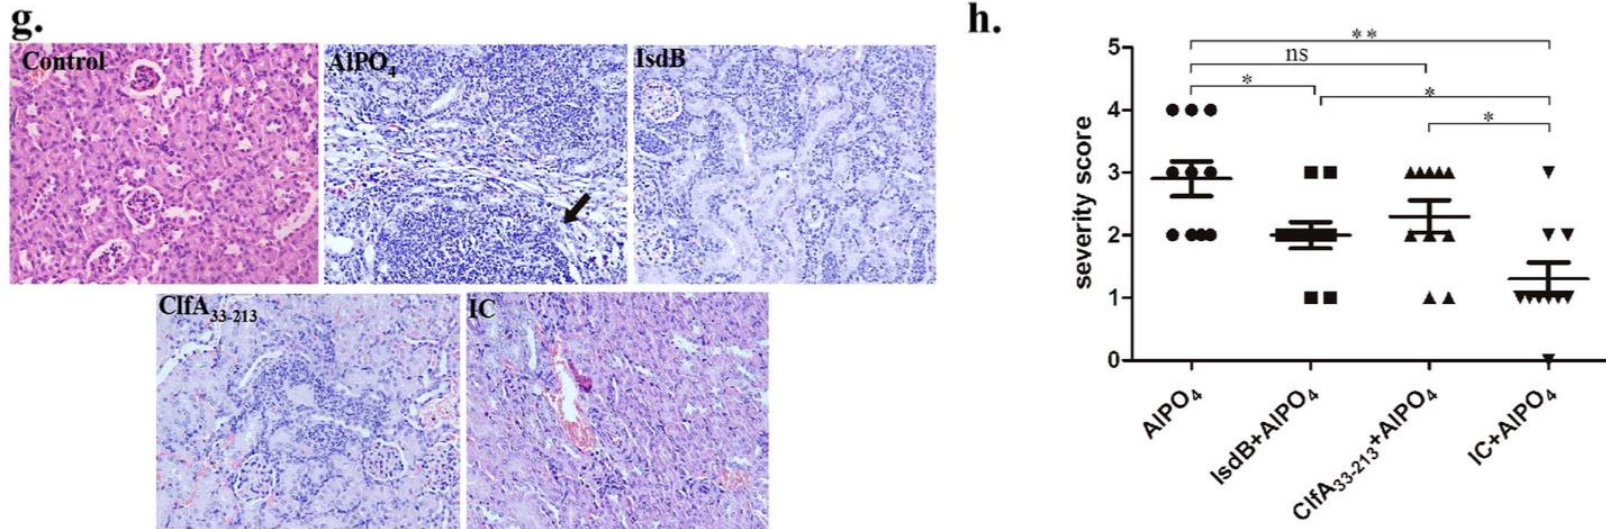 g.
Control
AlPO4
IsdB
ClfA33-213
IC
h.
severity score
5
4
3
2
1
0
**
ns
*
*
*
AlPO4
IsdB+AlPO4
ClfA33-213+AlPO4
IC+AlPO4